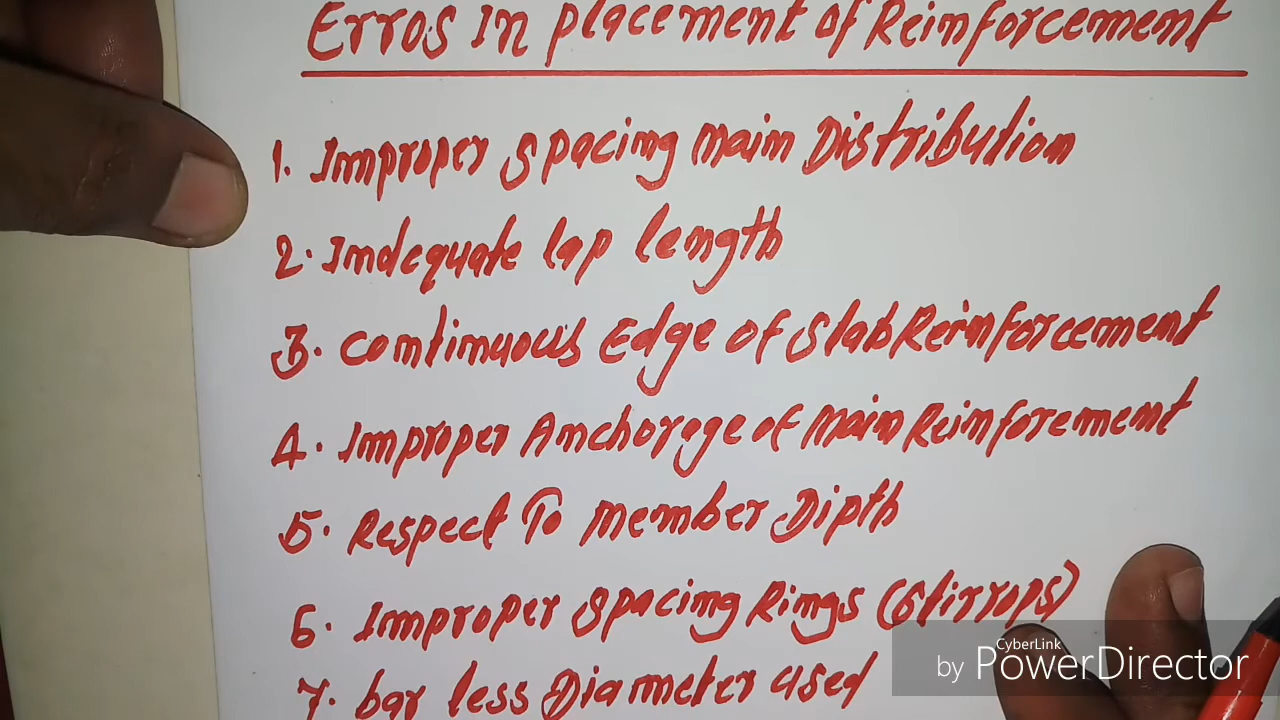 Erros In placement of Reinforcement
1. Improper spacing main Distribution
2. Indequate lap length
3. continuous Edge of slab Reinforcement
4. Improper Anchorage of Main Reinforement
5. Respect To member Dipth
6. Improper spacing Rings (stirrops)
7. bar less Diameter used
CyberLink
by PowerDirector